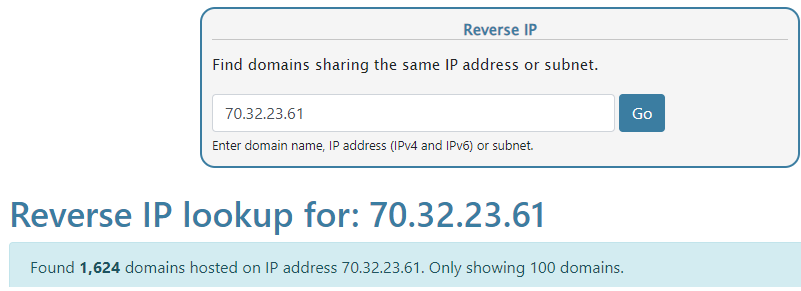 Reverse IP
Find domains sharing the same IP address or subnet.
70.32.23.61
Go
Enter domain name, IP address (IPv4 and IPv6) or subnet.
Reverse IP lookup for: 70.32.23.61
Found 1,624 domains hosted on IP address 70.32.23.61. Only showing 100 domains.